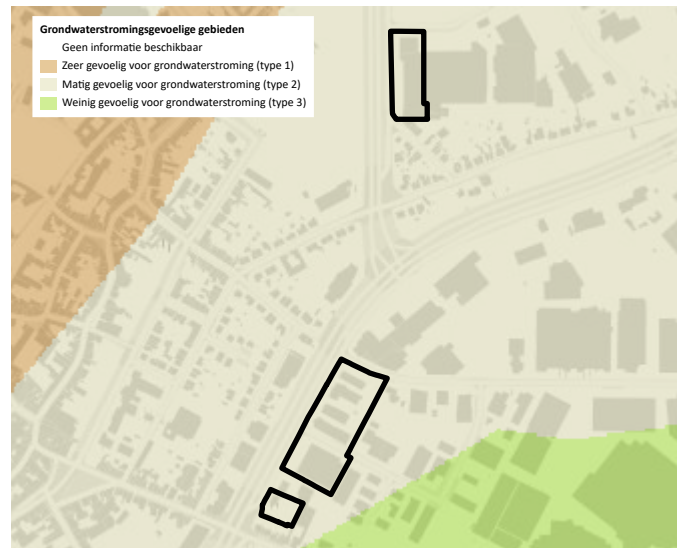 Grondwaterstromingsgevoelige gebieden
Geen informatie beschikbaar
Zeer gevoelig voor grondwaterstroming (type 1)
Matig gevoelig voor grondwaterstroming (type 2)
Weinig gevoelig voor grondwaterstroming (type 3)